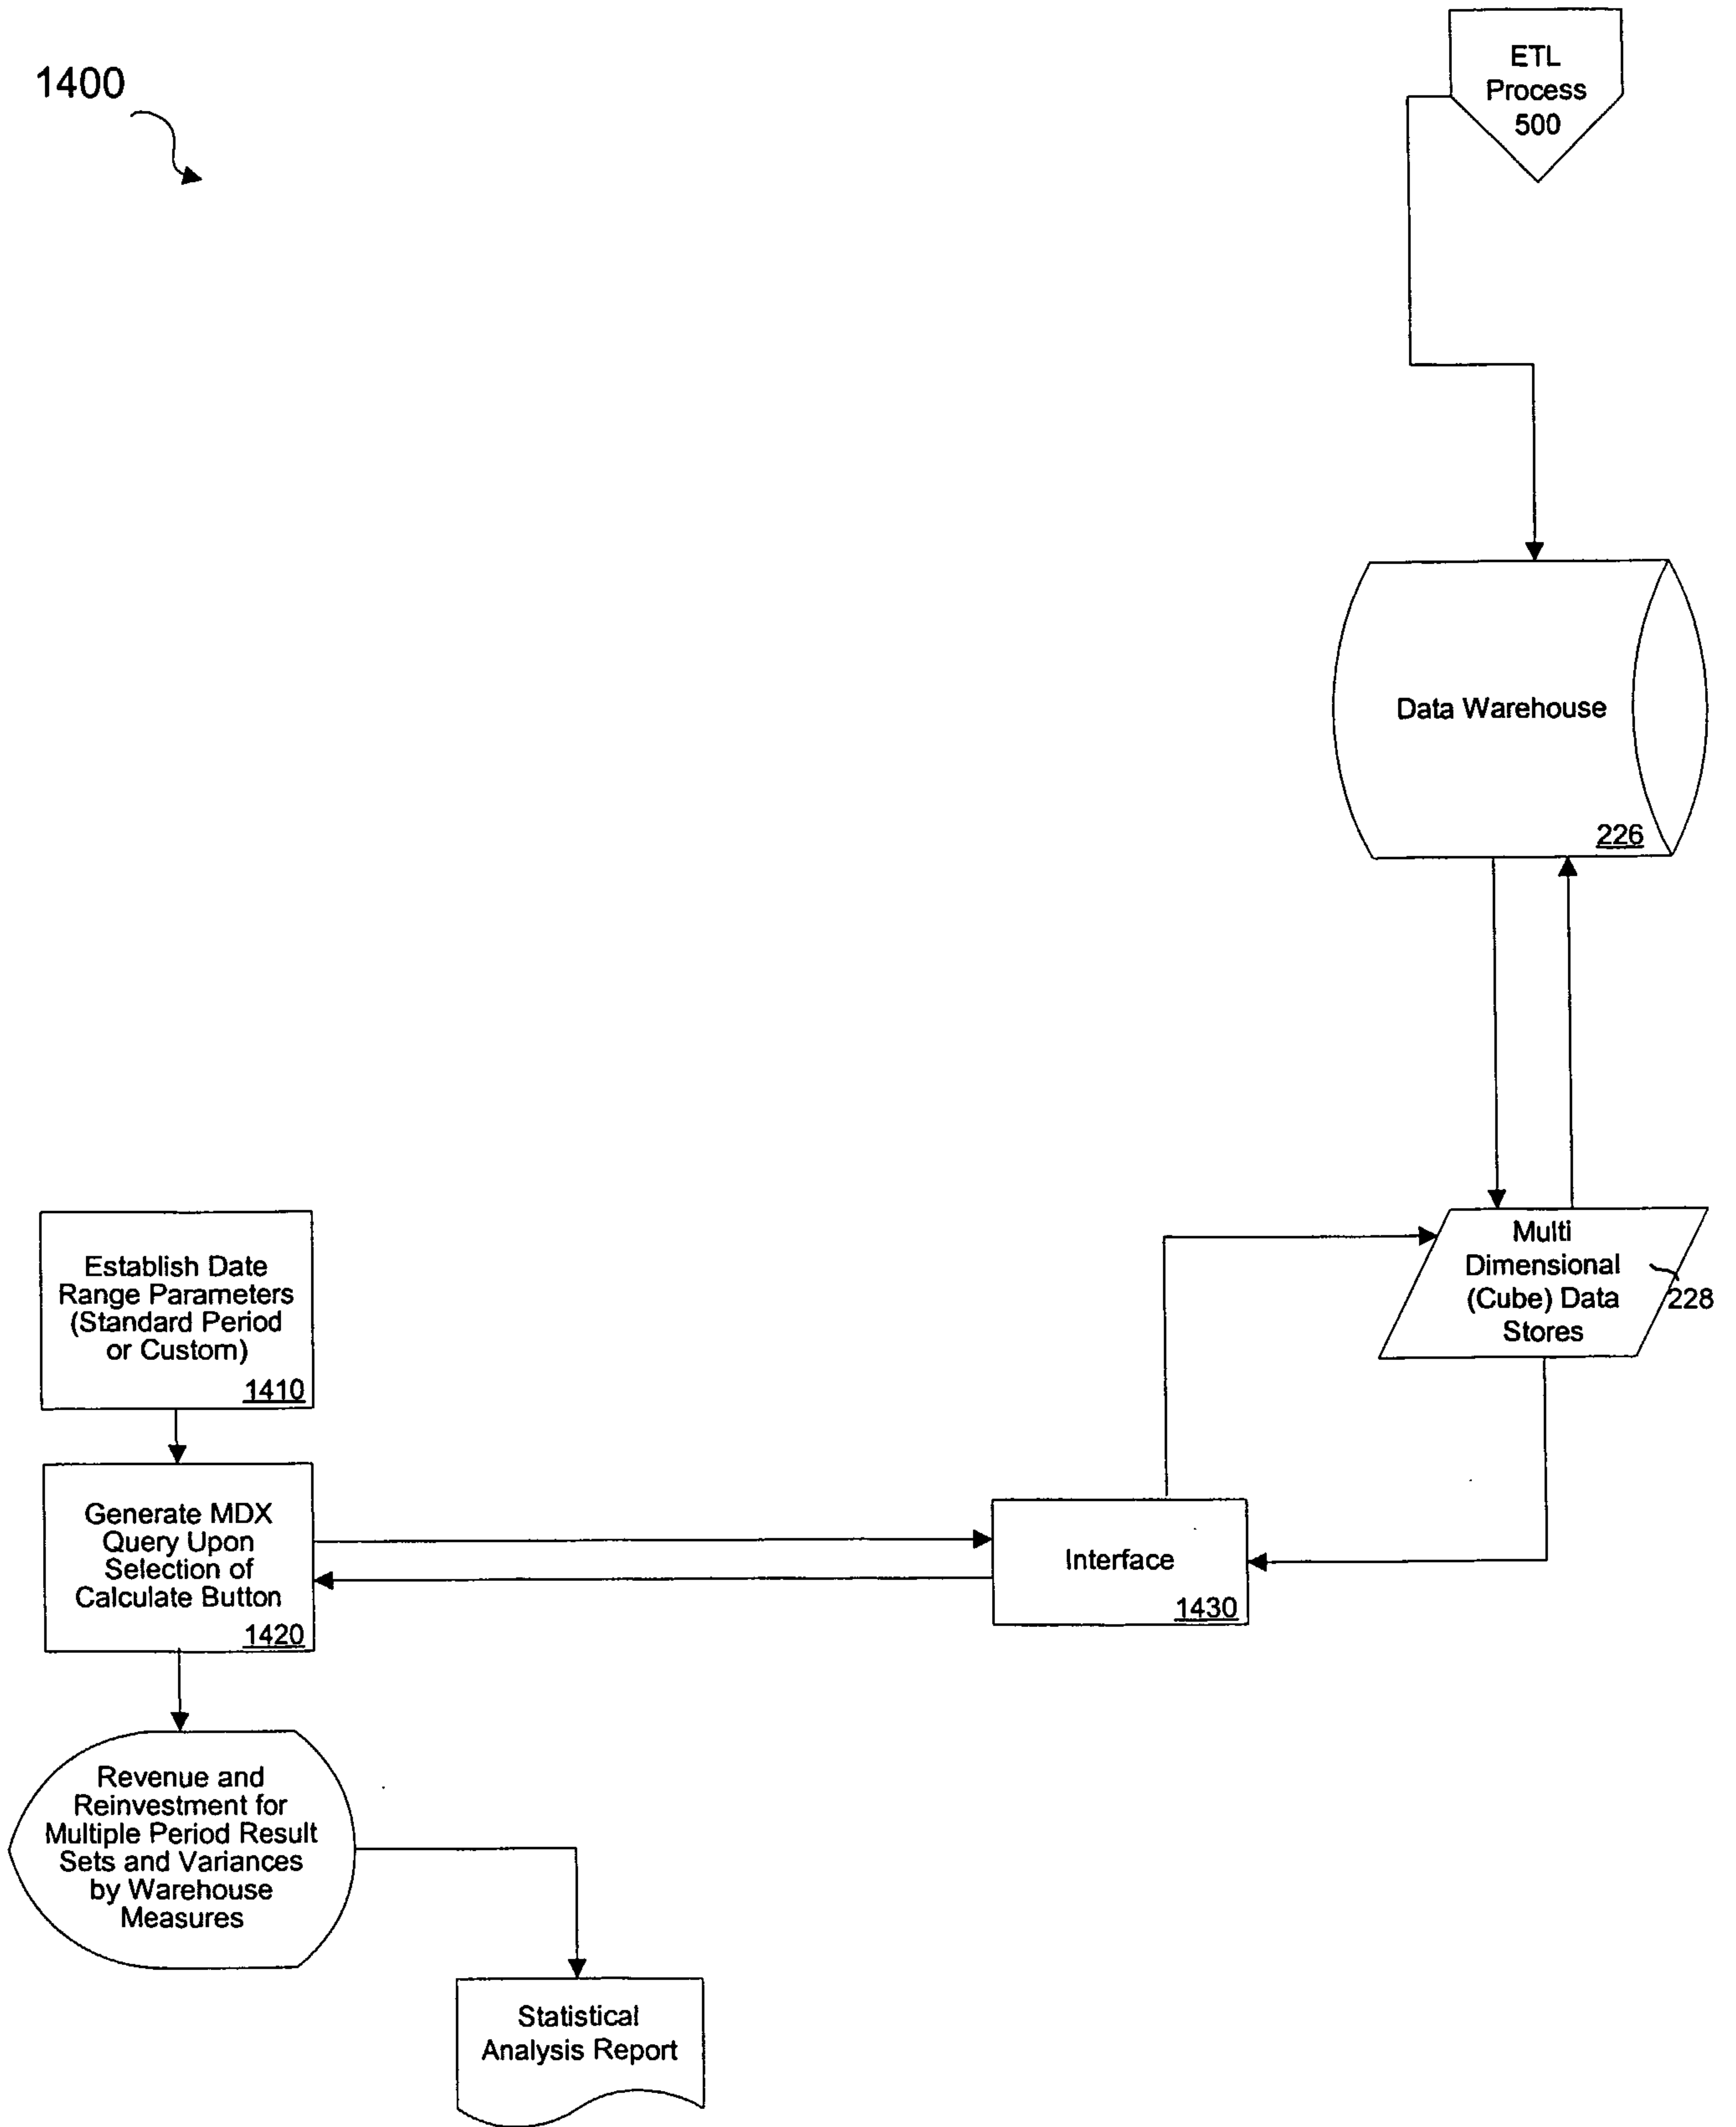 1400
ETL
Process
500
Data Warehouse
226
Multi
Dimensional
(Cube) Data
Stores
228
Establish Date
Range Parameters
(Standard Period
or Custom)
1410
Generate MDX
Query Upon
Selection of
Calculate Button
1420
Interface
1430
Revenue and
Reinvestment for
Multiple Period Result
Sets and Variances
by Warehouse
Measures
Statistical
Analysis Report